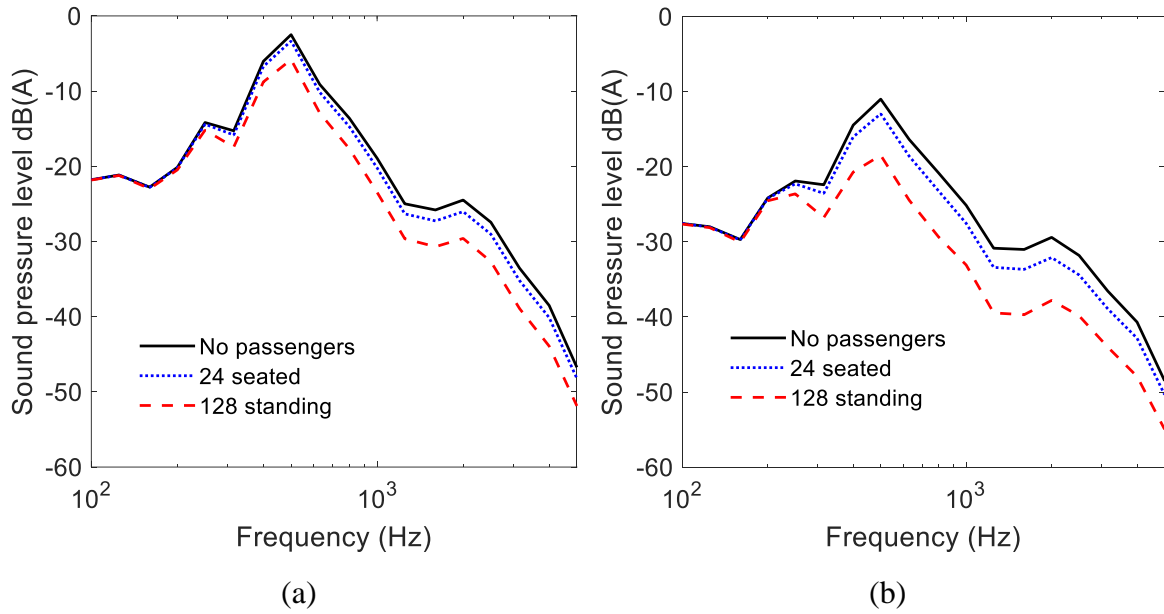 0
-10
-20
-30
-40
-50
-60
Sound pressure level dB(A)
No passengers
24 seated
128 standing
10²
10³
Frequency (Hz)
(a)
0
-10
-20
-30
-40
-50
-60
Sound pressure level dB(A)
No passengers
24 seated
128 standing
10²
10³
Frequency (Hz)
(b)